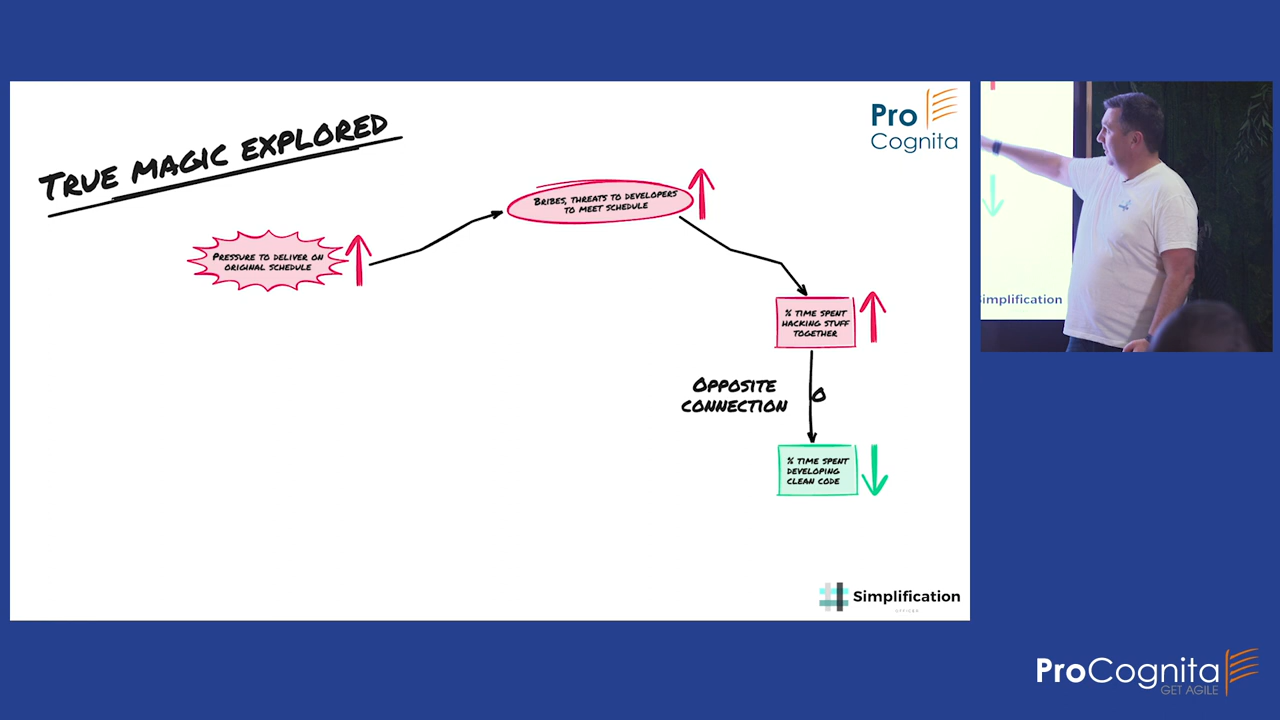 TRUE MAGIC EXPLORED
Pro
Cognita
BRIBES, THREATS TO DEVELOPERS
TO MEET SCHEDULE
PRESSURE TO DELIVER ON
ORIGINAL SCHEDULE
% TIME SPENT
HACKING STUFF
TOGETHER
OPPOSITE
CONNECTION
O
% TIME SPENT
DEVELOPING
CLEAN CODE
Simplification
OFFICER
implification
ProCognita
GET AGILE